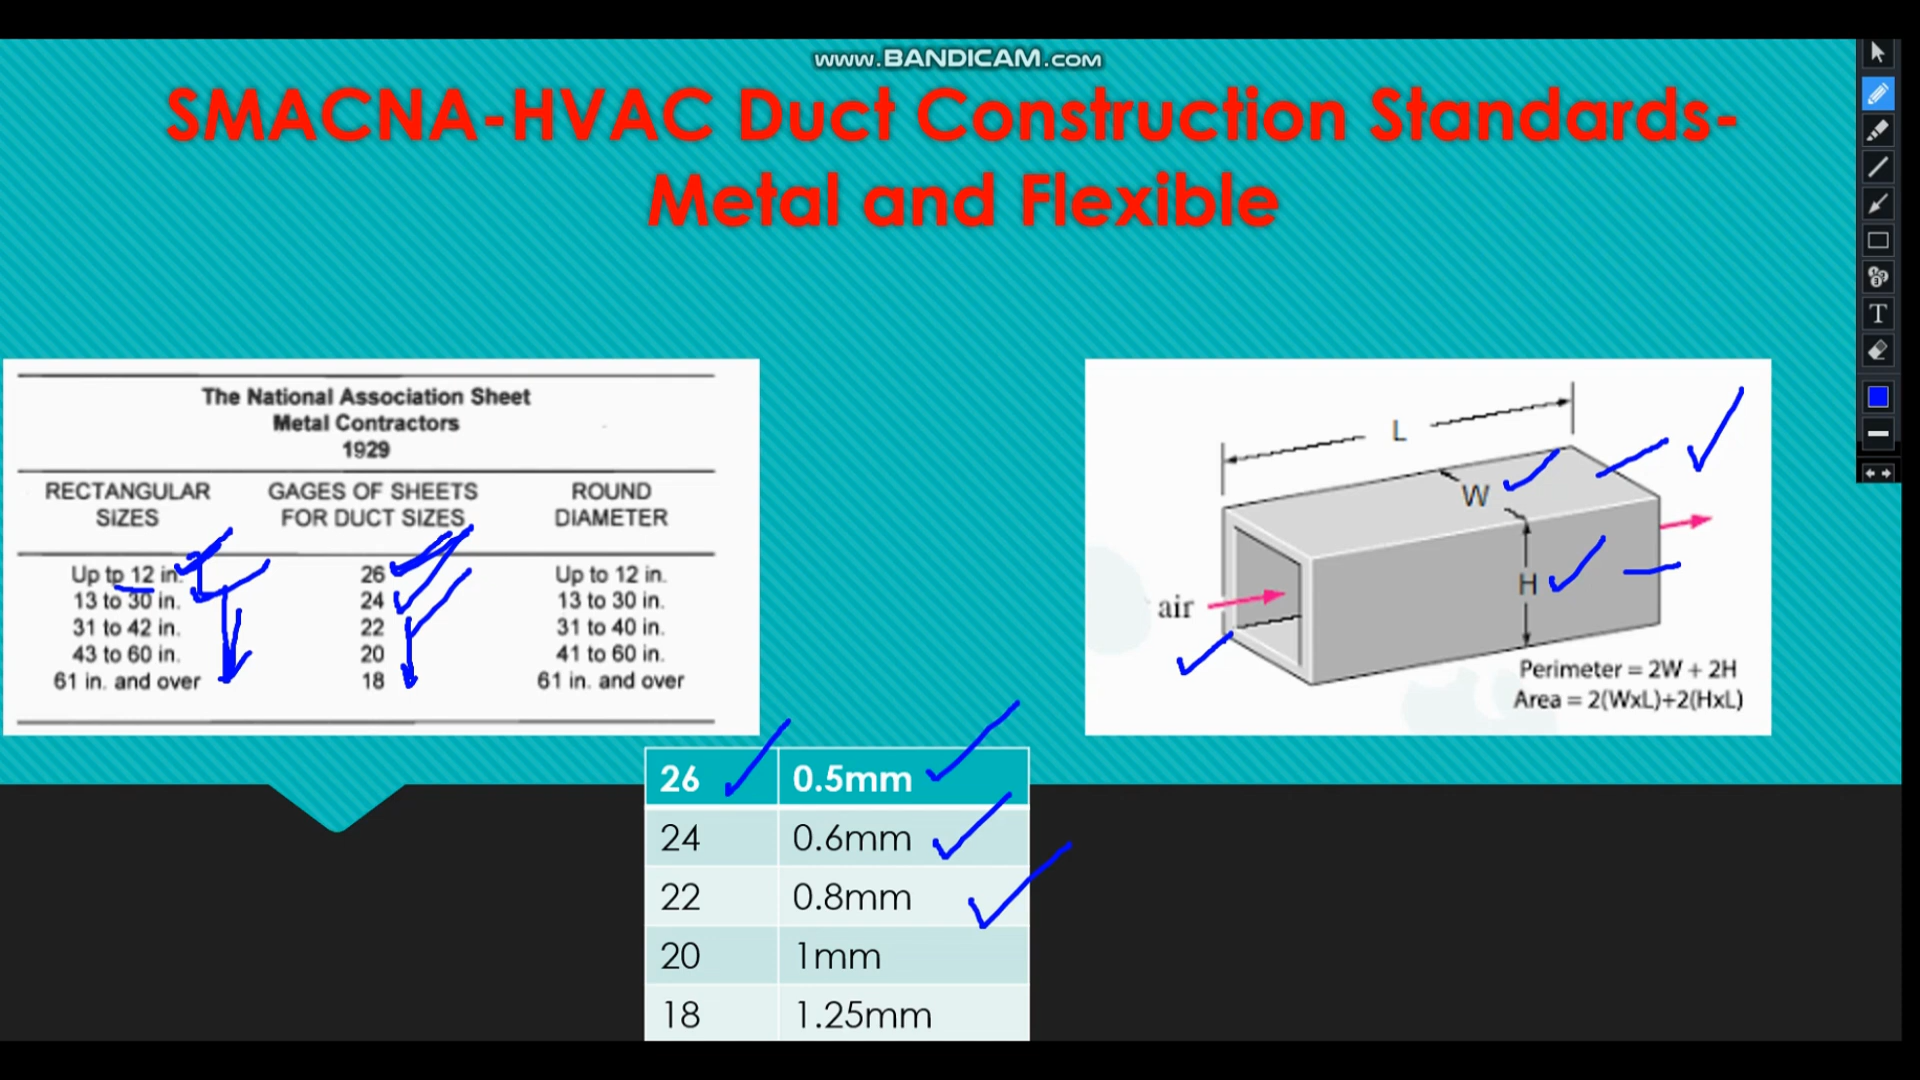 www.BANDICAM.com
SMACNA-HVAC Duct Construction Standards-
Metal and Flexible
The National Association Sheet
Metal Contractors
1929
RECTANGULAR SIZES GAGES OF SHEETS FOR DUCT SIZES ROUND DIAMETER
Up tp 12 in. 26 Up to 12 in.
13 to 30 in. 24 13 to 30 in.
31 to 42 in. 22 31 to 40 in.
43 to 60 in. 20 41 to 60 in.
61 in. and over 18 61 in. and over
L
W
H
air
Perimeter = 2W + 2H
Area = 2(WxL)+2(HxL)
26 0.5mm
24 0.6mm
22 0.8mm
20 1mm
18 1.25mm
T